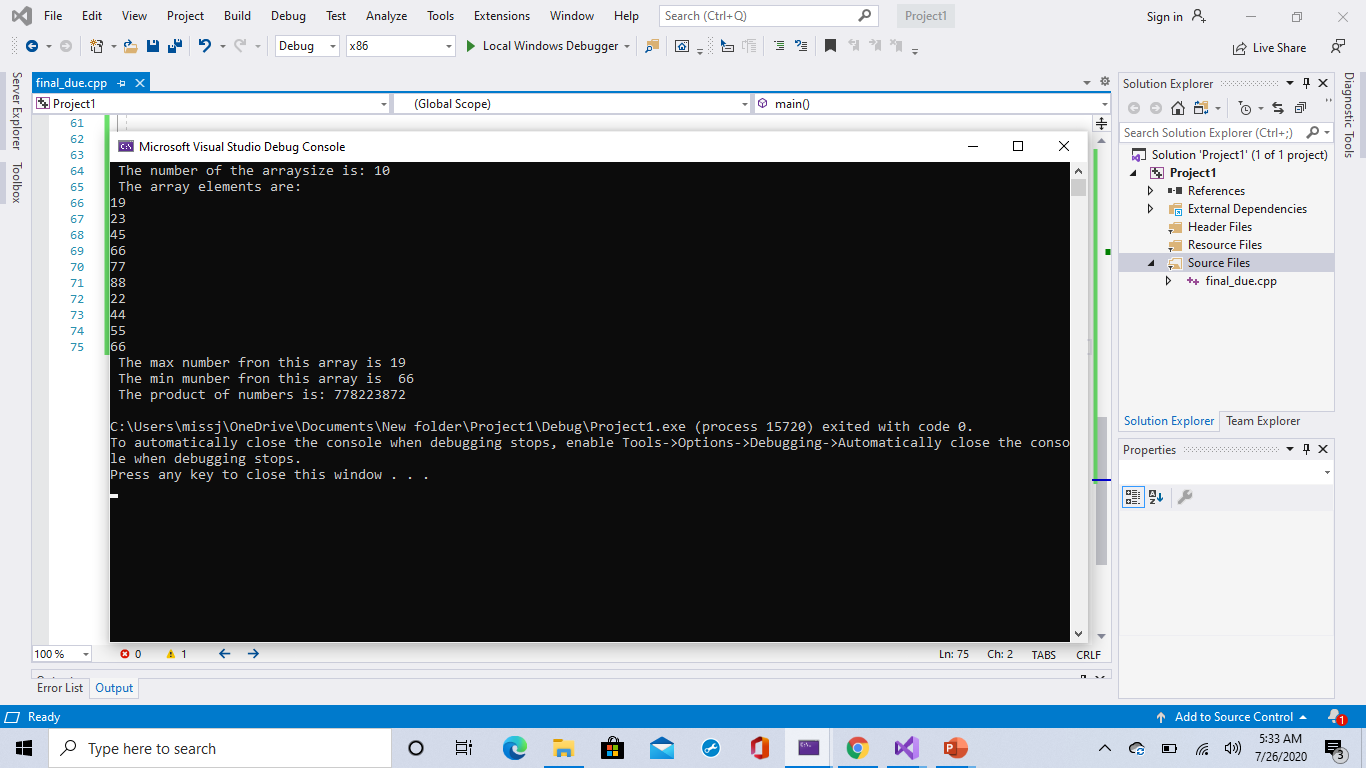 File Edit View Project Build Debug Test Analyze Tools Extensions Window Help Search (Ctrl+Q) Project1 Sign in
Debug x86 Local Windows Debugger Live Share
Server Explorer
Toolbox
final_due.cpp
Project1 (Global Scope) main()
61
62
63
64
65
66
67
68
69
70
71
72
73
74
75
Microsoft Visual Studio Debug Console
The number of the arraysize is: 10
The array elements are:
19
23
45
66
77
88
22
44
55
66
The max number fron this array is 19
The min munber fron this array is  66
The product of numbers is: 778223872
C:\Users\missj\OneDrive\Documents\New folder\Project1\Debug\Project1.exe (process 15720) exited with code 0.
To automatically close the console when debugging stops, enable Tools->Options->Debugging->Automatically close the conso
le when debugging stops.
Press any key to close this window . . .
100 % 0 1 Ln: 75 Ch: 2 TABS CRLF
Error List Output
Solution Explorer
Search Solution Explorer (Ctrl+;)
Solution 'Project1' (1 of 1 project)
Project1
References
External Dependencies
Header Files
Resource Files
Source Files
final_due.cpp
Solution Explorer Team Explorer
Properties
Diagnostic Tools
Ready Add to Source Control 1
Type here to search
5:33 AM
7/26/2020
3